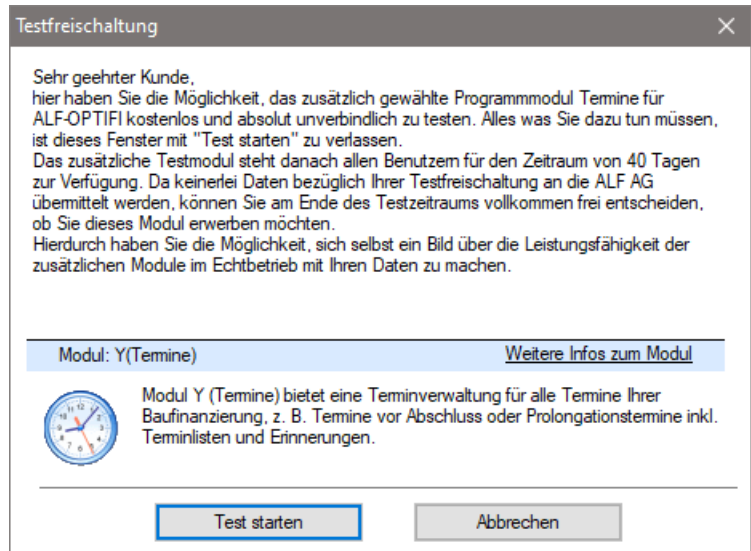 Testfreischaltung
Sehr geehrter Kunde,
hier haben Sie die Möglichkeit, das zusätzlich gewählte Programmmodul Termine für
ALF-OPTIFI kostenlos und absolut unverbindlich zu testen. Alles was Sie dazu tun müssen,
ist dieses Fenster mit "Test starten" zu verlassen.
Das zusätzliche Testmodul steht danach allen Benutzern für den Zeitraum von 40 Tagen
zur Verfügung. Da keinerlei Daten bezüglich Ihrer Testfreischaltung an die ALF AG
übermittelt werden, können Sie am Ende des Testzeitraums vollkommen frei entscheiden,
ob Sie dieses Modul erwerben möchten.
Hierdurch haben Sie die Möglichkeit, sich selbst ein Bild über die Leistungsfähigkeit der
zusätzlichen Module im Echtbetrieb mit Ihren Daten zu machen.
Modul: Y(Termine) Weitere Infos zum Modul
Modul Y (Termine) bietet eine Terminverwaltung für alle Termine Ihrer
Baufinanzierung, z. B. Termine vor Abschluss oder Prolongationstermine inkl.
Terminlisten und Erinnerungen.
Test starten Abbrechen